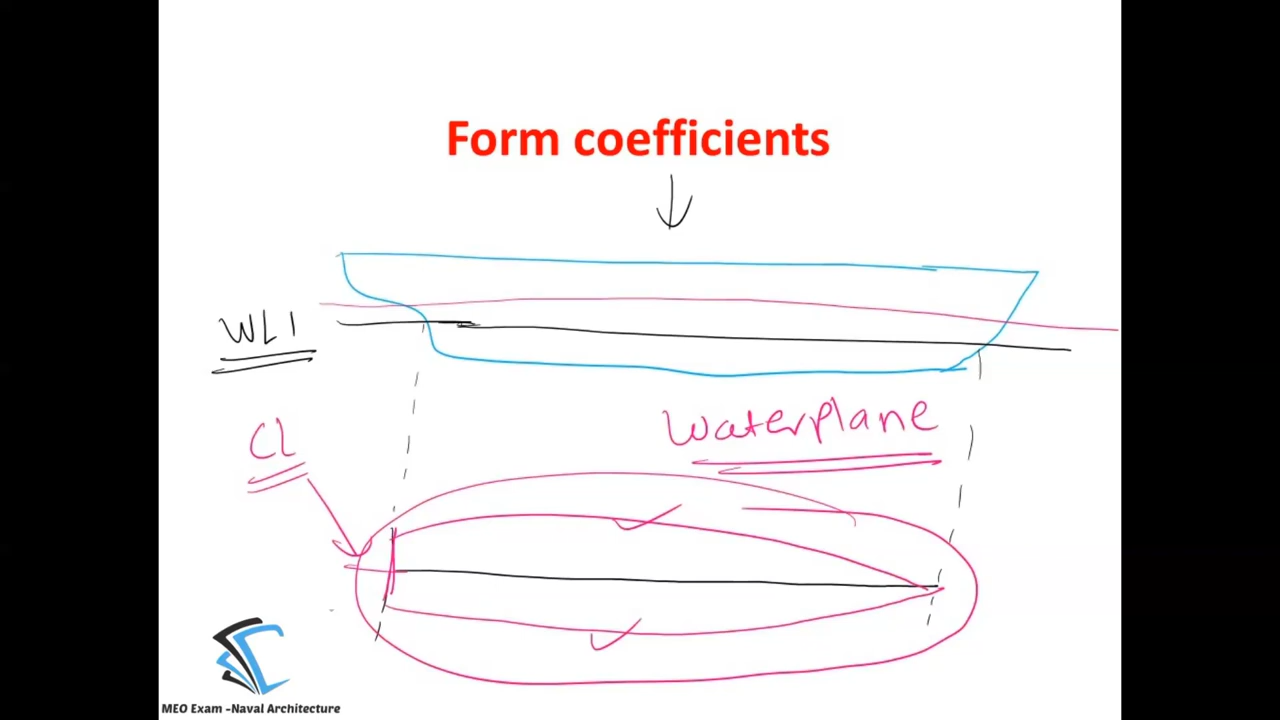 Form coefficients
WL1
Waterplane
CL
MEO Exam -Naval Architecture